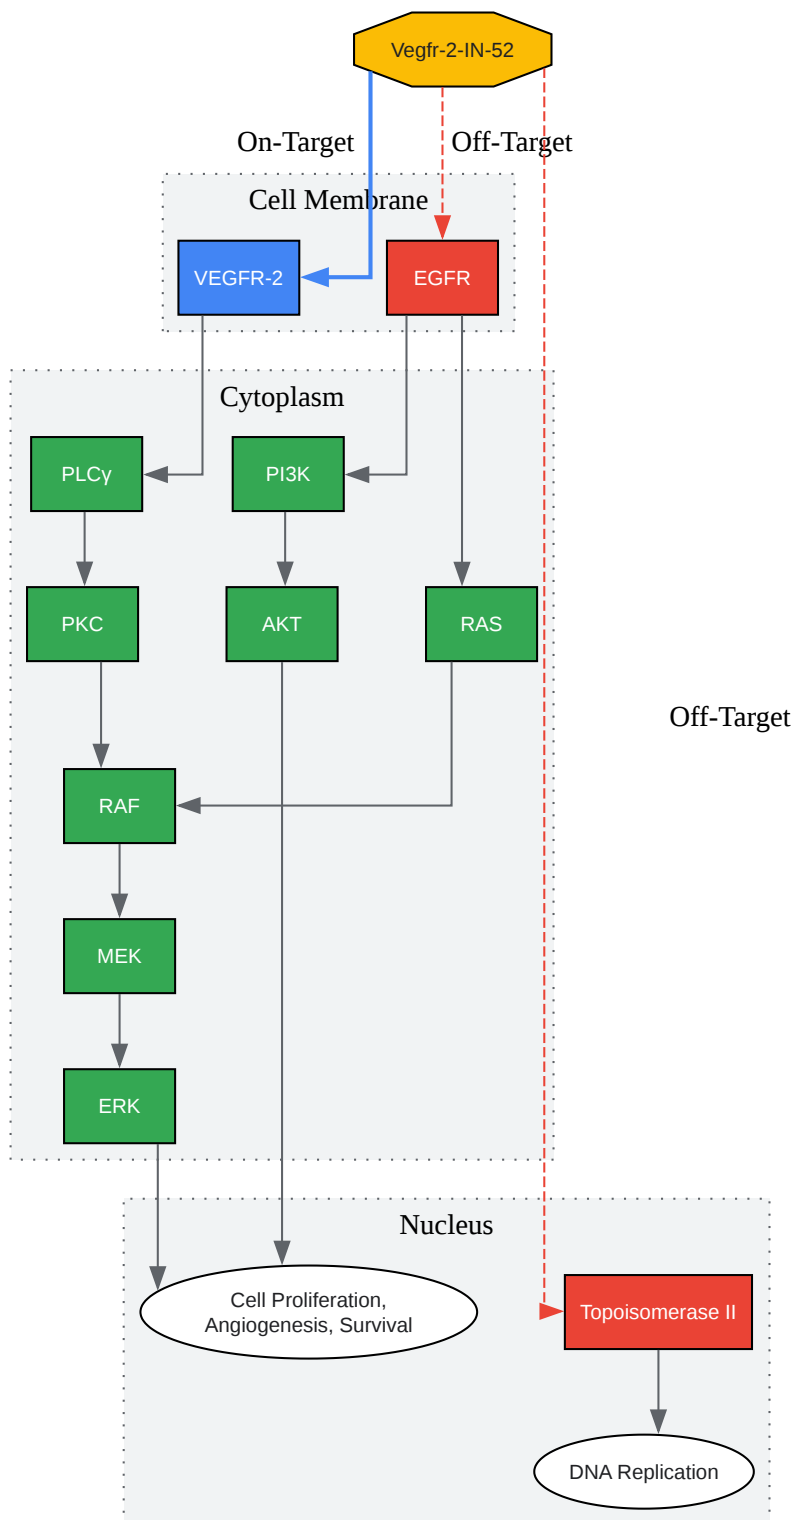 Vegfr-2-IN-52
On-Target
Off-Target
Cell Membrane
VEGFR-2
EGFR
Cytoplasm
PLCγ
PI3K
PKC
AKT
RAS
Off-Target
RAF
MEK
ERK
Nucleus
Cell Proliferation,
Angiogenesis, Survival
Topoisomerase II
DNA Replication